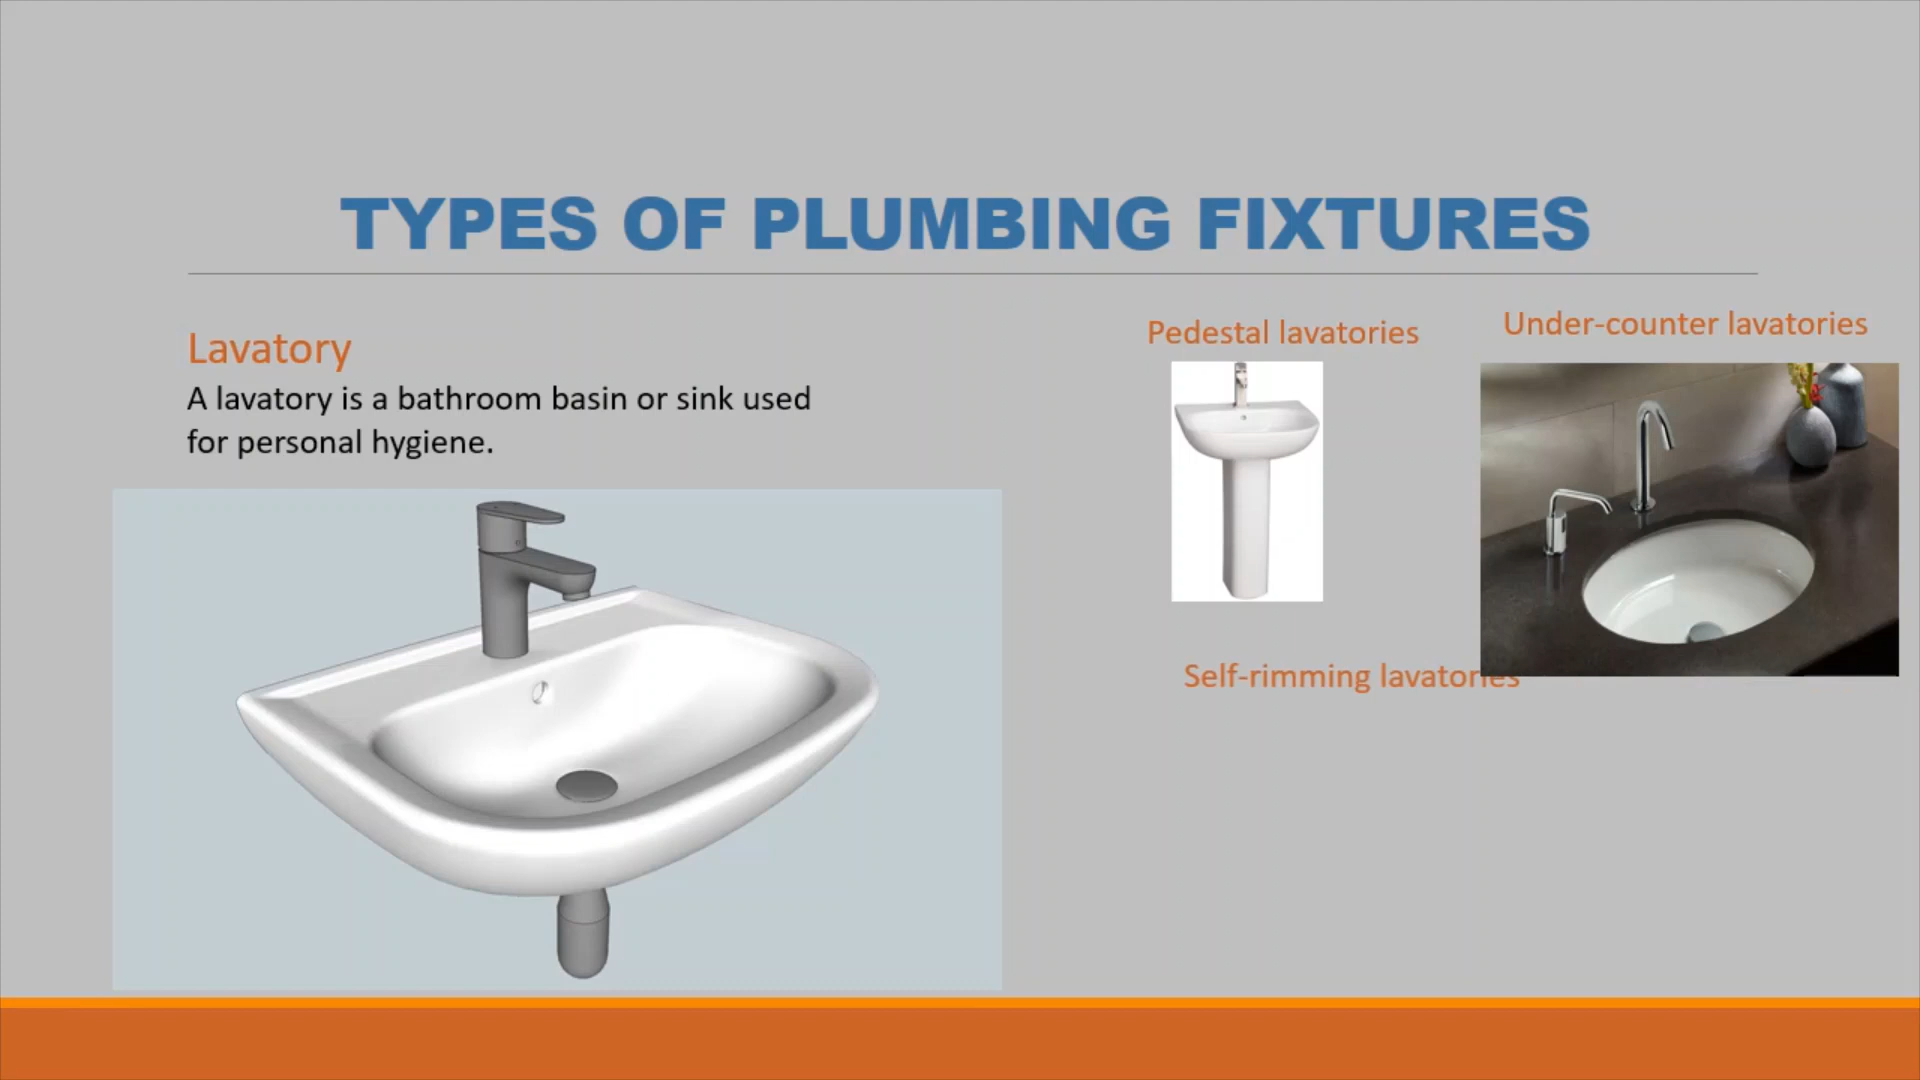 TYPES OF PLUMBING FIXTURES
Lavatory
A lavatory is a bathroom basin or sink used
for personal hygiene.
Pedestal lavatories
Under-counter lavatories
Self-rimming lavatories